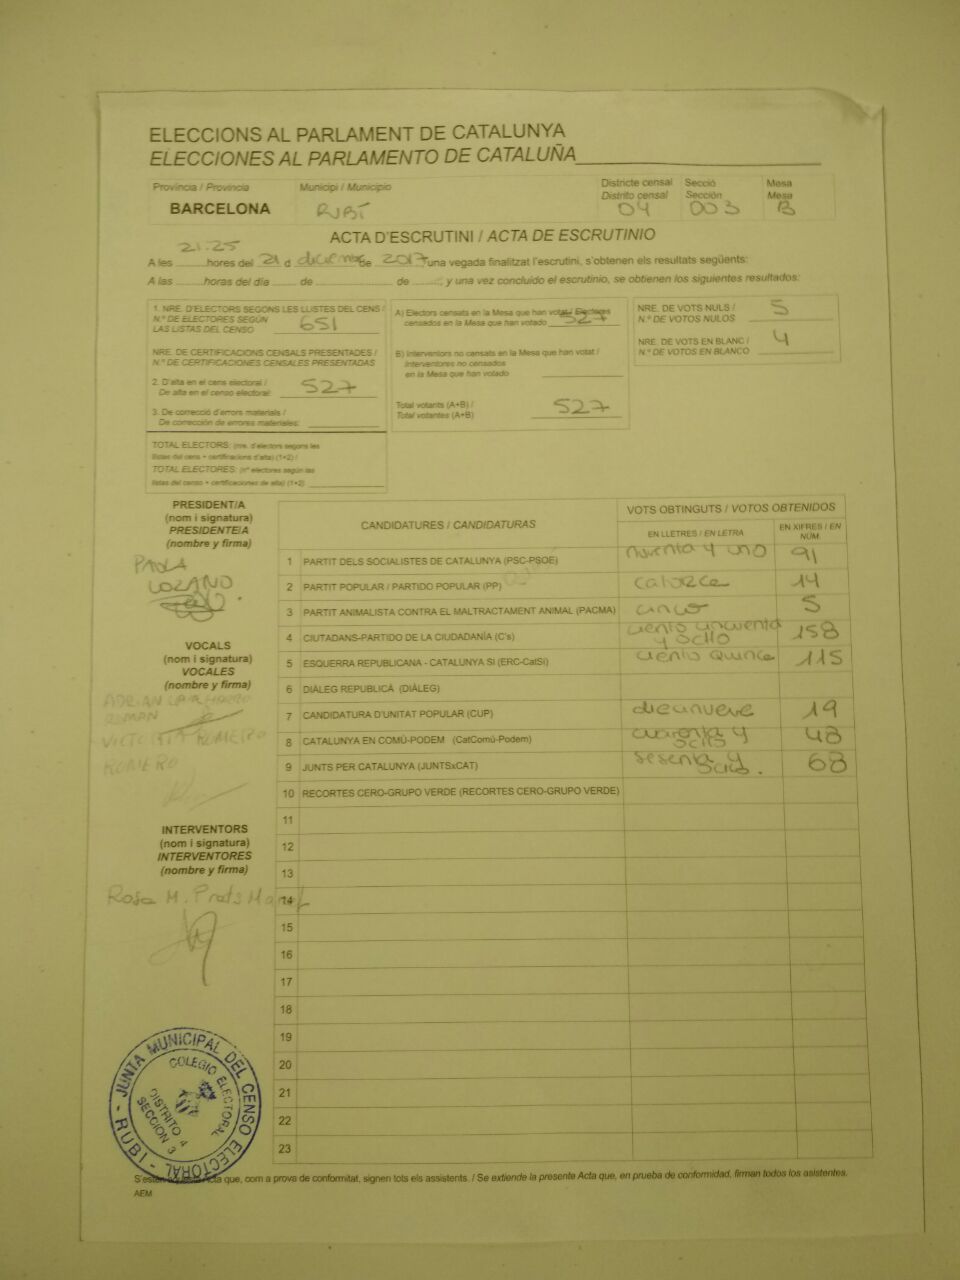 ELECCIONS AL PARLAMENT DE CATALUNYA
ELECCIONES AL PARLAMENTO DE CATALUÑA
Província / Provincia
BARCELONA
Municipi / Municipio
RUBÍ
Districte censal
Distrito censal
04
Secció
Sección
003
Mesa
Mesa
B
ACTA D'ESCRUTINI / ACTA DE ESCRUTINIO
21:25
A les ........hores del 21 d diciembre de 2017 una vegada finalitzat l'escrutini, s'obtenen els resultats següents:
A las ........horas del día ...... de ................ de ......., y una vez concluido el escrutinio, se obtienen los siguientes resultados:
1. NRE. D'ELECTORS SEGONS LES LLISTES DEL CENS /
N.º DE ELECTORES SEGÚN
LAS LISTAS DEL CENSO
651
NRE. DE CERTIFICACIONS CENSALS PRESENTADES /
N.º DE CERTIFICACIONES CENSALES PRESENTADAS
2. D'alta en el cens electoral /
De alta en el censo electoral:
527
3. De correcció d'errors materials /
De corrección de errores materiales:
TOTAL ELECTORS: (nre. d'electors segons les
llistes del cens + certificacions d'alta) (1+2) /
TOTAL ELECTORES: (nº electores según las
listas del censo + certificaciones de alta) (1+2)
A) Electors censats en la Mesa que han votat / Electores
censados en la Mesa que han votado
527
B) Interventors no censats en la Mesa que han votat /
Interventores no censados
en la Mesa que han votado
Total votants (A+B) /
Total votantes (A+B)
527
NRE. DE VOTS NULS /
N.º DE VOTOS NULOS
5
NRE. DE VOTS EN BLANC /
N.º DE VOTOS EN BLANCO
4
PRESIDENT/A
(nom i signatura)
PRESIDENTE/A
(nombre y firma)
PAOLA
LOZANO
VOCALS
(nom i signatura)
VOCALES
(nombre y firma)
ADRIAN
ROMAN
VICTORIA ROMERO
ROMERO
INTERVENTORS
(nom i signatura)
INTERVENTORES
(nombre y firma)
Rosa M. Prats
CANDIDATURES / CANDIDATURAS
VOTS OBTINGUTS / VOTOS OBTENIDOS
EN LLETRES / EN LETRA
EN XIFRES / EN NÚM.
1 PARTIT DELS SOCIALISTES DE CATALUNYA (PSC-PSOE) noventa y uno 91
2 PARTIT POPULAR / PARTIDO POPULAR (PP) catorce 14
3 PARTIT ANIMALISTA CONTRA EL MALTRACTAMENT ANIMAL (PACMA) cinco 5
4 CIUTADANS-PARTIDO DE LA CIUDADANÍA (C's) ciento cincuenta y ocho 158
5 ESQUERRA REPUBLICANA - CATALUNYA SI (ERC-CatSí) ciento quince 115
6 DIÀLEG REPUBLICÀ (DIÀLEG)
7 CANDIDATURA D'UNITAT POPULAR (CUP) diecinueve 19
8 CATALUNYA EN COMÚ-PODEM (CatComú-Podem) cuarenta y ocho 48
9 JUNTS PER CATALUNYA (JUNTSxCAT) sesenta y ocho. 68
10 RECORTES CERO-GRUPO VERDE (RECORTES CERO-GRUPO VERDE)
11
12
13
14
15
16
17
18
19
20
21
22
23
JUNTA MUNICIPAL DEL CENSO ELECTORAL - RUBI -
COLEGIO ELECTORAL
DISTRITO 4
SECCION 3
S'estén aquesta Acta que, com a prova de conformitat, signen tots els assistents. / Se extiende la presente Acta que, en prueba de conformidad, firman todos los asistentes.
AEM